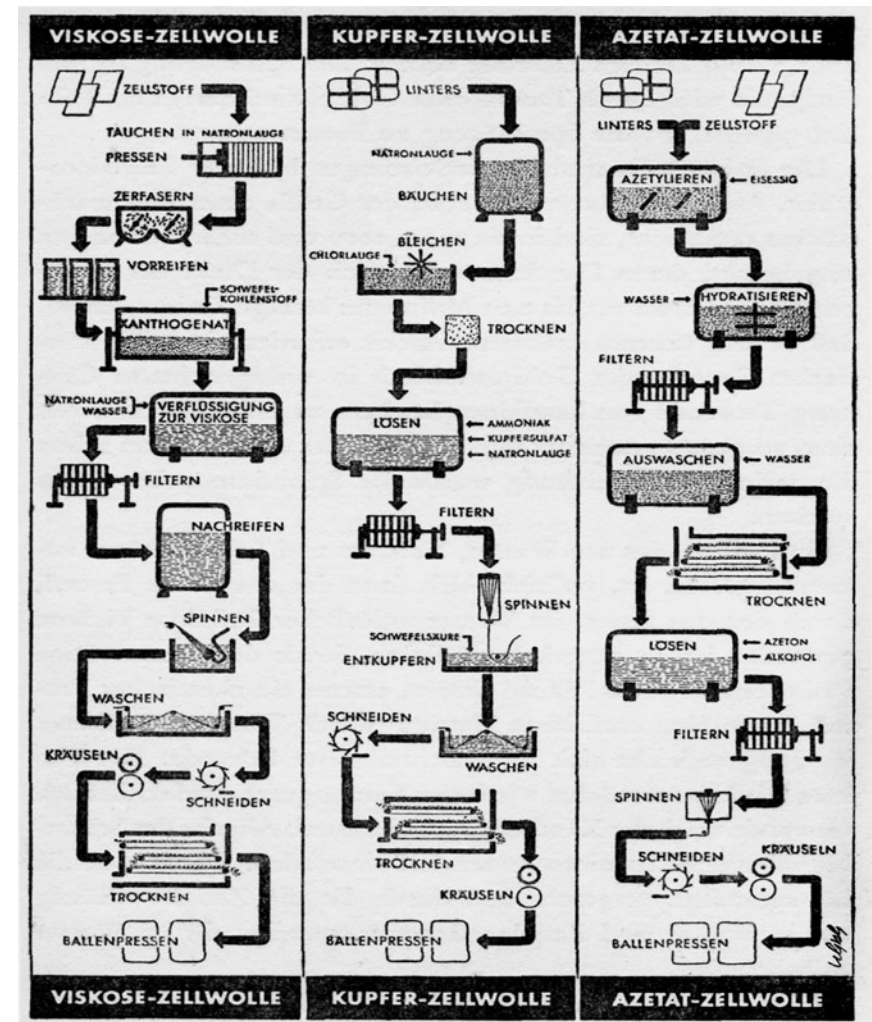 VISKOSE-ZELLWOLLE
ZELLSTOFF
TAUCHEN IN NATRONLAUGE
PRESSEN
ZERFASERN
VORREIFEN
SCHWEFEL-
KOHLENSTOFF
XANTHOGENAT
NATRONLAUGE
WASSER
VERFLÜSSIGUNG
ZUR VISKOSE
FILTERN
NACHREIFEN
SPINNEN
WASCHEN
KRÄUSELN
SCHNEIDEN
TROCKNEN
BALLENPRESSEN
VISKOSE-ZELLWOLLE
KUPFER-ZELLWOLLE
LINTERS
NATRONLAUGE
BÄUCHEN
BLEICHEN
CHLORLAUGE
TROCKNEN
LÖSEN
AMMONIAK
KUPFERSULFAT
NATRONLAUGE
FILTERN
SPINNEN
SCHWEFELSÄURE
ENTKUPFERN
SCHNEIDEN
WASCHEN
TROCKNEN
KRÄUSELN
BALLENPRESSEN
KUPFER-ZELLWOLLE
AZETAT-ZELLWOLLE
LINTERS ZELLSTOFF
AZETYLIEREN
EISESSIG
WASSER
HYDRATISIEREN
FILTERN
AUSWASCHEN
WASSER
TROCKNEN
LÖSEN
AZETON
ALKOHOL
FILTERN
SPINNEN
SCHNEIDEN
KRÄUSELN
BALLENPRESSEN
AZETAT-ZELLWOLLE